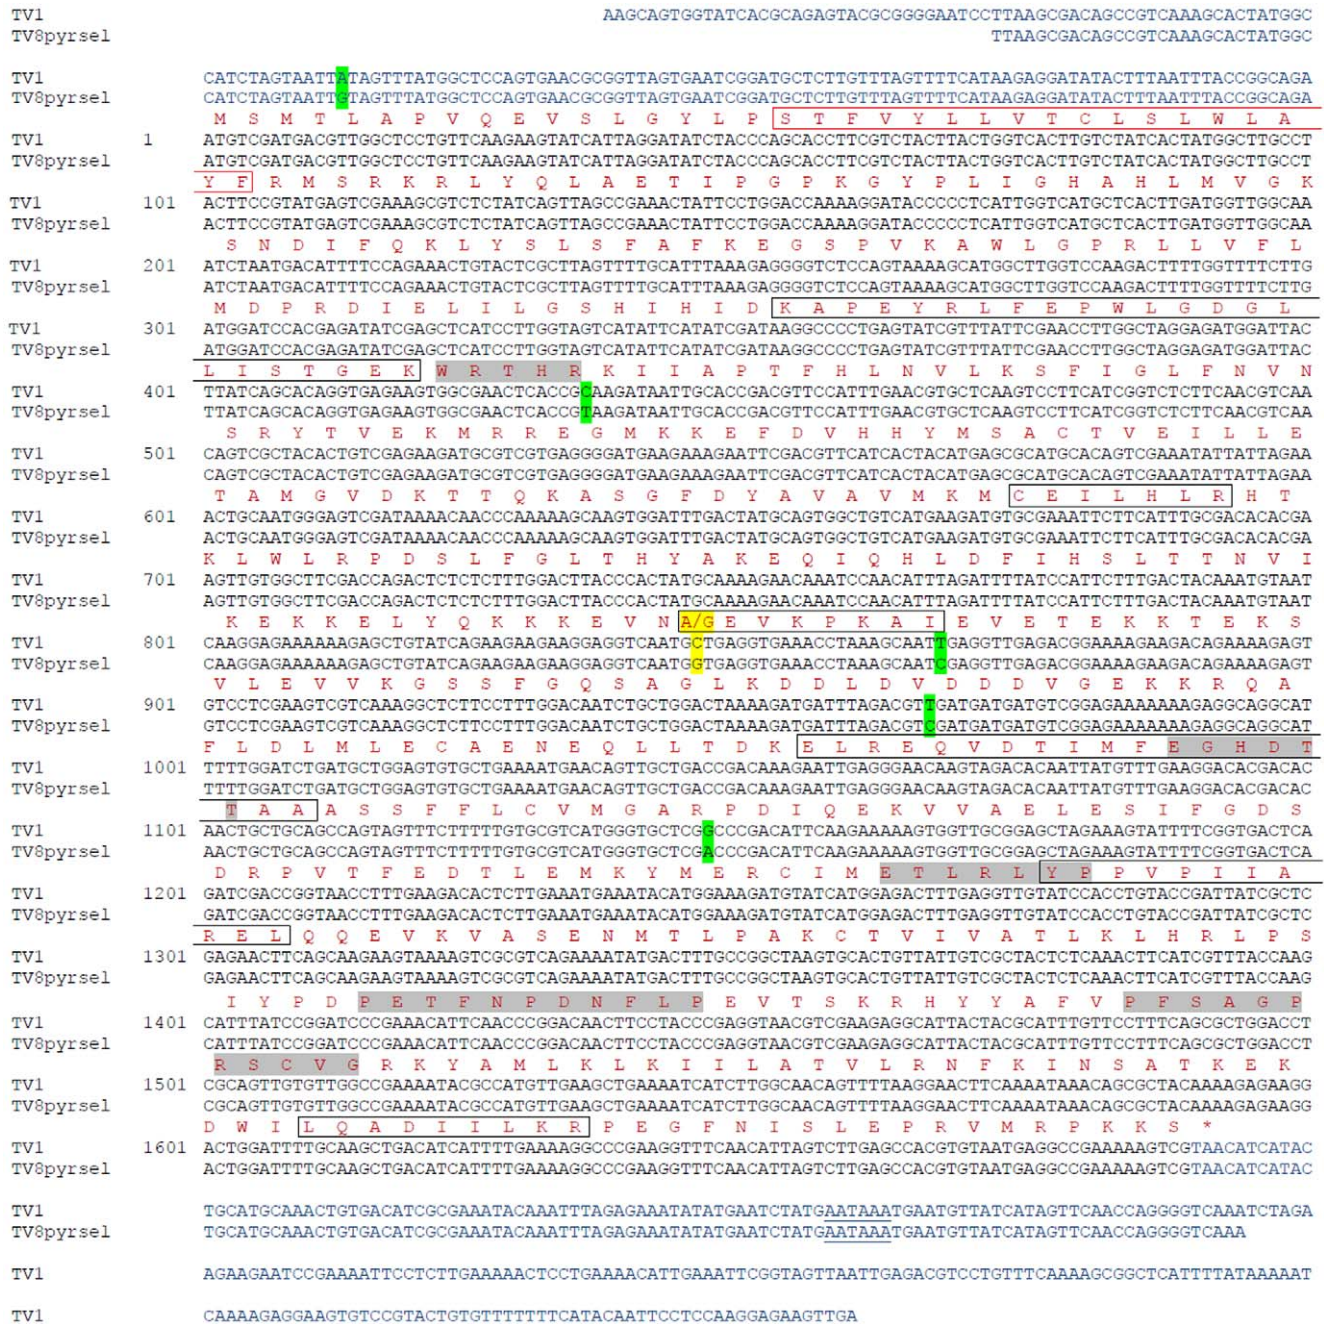 TV1 AAGCAGTGGTATCACGCAGAGTACGCGGGGAATCCTTAAGCGACAGCCGTCAAAGCACTATGGC
TV8pyrsel TTAAGCGACAGCCGTCAAAGCACTATGGC
TV1 CATCTAGTAATTATAGTTTATGGCTCCAGTGAACGCGGTTAGTGAATCGGATGCTCTTGTTTAGTTTTCATAAGAGGATATACTTTAATTTACCGGCAGA
TV8pyrsel CATCTAGTAATTGTAGTTTATGGCTCCAGTGAACGCGGTTAGTGAATCGGATGCTCTTGTTTAGTTTTCATAAGAGGATATACTTTAATTTACCGGCAGA
M S M T L A P V Q E V S L G Y L P S T F V Y L L V T C L S L W L A
TV1 1 ATGTCGATGACGTTGGCTCCTGTTCAAGAAGTATCATTAGGATATCTACCCAGCACCTTCGTCTACTTACTGGTCACTTGTCTATCACTATGGCTTGCCT
TV8pyrsel ATGTCGATGACGTTGGCTCCTGTTCAAGAAGTATCATTAGGATATCTACCCAGCACCTTCGTCTACTTACTGGTCACTTGTCTATCACTATGGCTTGCCT
Y F R M S R K R L Y Q L A E T I P G P K G Y P L I G H A H L M V G K
TV1 101 ACTTCCGTATGAGTCGAAAGCGTCTCTATCAGTTAGCCGAAACTATTCCTGGACCAAAAGGATACCCCCTCATTGGTCATGCTCACTTGATGGTTGGCAA
TV8pyrsel ACTTCCGTATGAGTCGAAAGCGTCTCTATCAGTTAGCCGAAACTATTCCTGGACCAAAAGGATACCCCCTCATTGGTCATGCTCACTTGATGGTTGGCAA
S N D I F Q K L Y S L S F A F K E G S P V K A W L G P R L L V F L
TV1 201 ATCTAATGACATTTTCCAGAAACTGTACTCGCTTAGTTTTGCATTTAAAGAGGGGTCTCCAGTAAAAGCATGGCTTGGTCCAAGACTTTTGGTTTTCTTG
TV8pyrsel ATCTAATGACATTTTCCAGAAACTGTACTCGCTTAGTTTTGCATTTAAAGAGGGGTCTCCAGTAAAAGCATGGCTTGGTCCAAGACTTTTGGTTTTCTTG
M D P R D I E L I L G S H I H I D K A P E Y R L F E P W L G D G L
TV1 301 ATGGATCCACGAGATATCGAGCTCATCCTTGGTAGTCATATTCATATCGATAAGGCCCCTGAGTATCGTTTATTCGAACCTTGGCTAGGAGATGGATTAC
TV8pyrsel ATGGATCCACGAGATATCGAGCTCATCCTTGGTAGTCATATTCATATCGATAAGGCCCCTGAGTATCGTTTATTCGAACCTTGGCTAGGAGATGGATTAC
L I S T G E K W R T H R K I I A P T F H L N V L K S F I G L F N V N
TV1 401 TTATCAGCACAGGTGAGAAGTGGCGAACTCACCGCAAGATAATTGCACCGACGTTCCATTTGAACGTGCTCAAGTCCTTCATCGGTCTCTTCAACGTCAA
TV8pyrsel TTATCAGCACAGGTGAGAAGTGGCGAACTCACCGTAAGATAATTGCACCGACGTTCCATTTGAACGTGCTCAAGTCCTTCATCGGTCTCTTCAACGTCAA
S R Y T V E K M R R E G M K K E F D V H H Y M S A C T V E I L L E
TV1 501 CAGTCGCTACACTGTCGAGAAGATGCGTCGTGAGGGGATGAAGAAAGAATTCGACGTTCATCACTACATGAGCGCATGCACAGTCGAAATATTATTAGAA
TV8pyrsel CAGTCGCTACACTGTCGAGAAGATGCGTCGTGAGGGGATGAAGAAAGAATTCGACGTTCATCACTACATGAGCGCATGCACAGTCGAAATATTATTAGAA
T A M G V D K T T Q K A S G F D Y A V A V M K M C E I L H L R H T
TV1 601 ACTGCAATGGGAGTCGATAAAACAACCCAAAAAGCAAGTGGATTTGACTATGCAGTGGCTGTCATGAAGATGTGCGAAATTCTTCATTTGCGACACACGA
TV8pyrsel ACTGCAATGGGAGTCGATAAAACAACCCAAAAAGCAAGTGGATTTGACTATGCAGTGGCTGTCATGAAGATGTGCGAAATTCTTCATTTGCGACACACGA
K L W L R P D S L F G L T H Y A K E Q I Q H L D F I H S L T T N V I
TV1 701 AGTTGTGGCTTCGACCAGACTCTCTCTTTGGACTTACCCACTATGCAAAAGAACAAATCCAACATTTAGATTTTATCCATTCTTTGACTACAAATGTAAT
TV8pyrsel AGTTGTGGCTTCGACCAGACTCTCTCTTTGGACTTACCCACTATGCAAAAGAACAAATCCAACATTTAGATTTTATCCATTCTTTGACTACAAATGTAAT
K E K K E L Y Q K K K E V N A/G E V K P K A I E V E T E K K T E K S
TV1 801 CAAGGAGAAAAAAGAGCTGTATCAGAAGAAGAAGGAGGTCAATGCTGAGGTGAAACCTAAAGCAATTGAGGTTGAGACGGAAAAGAAGACAGAAAAGAGT
TV8pyrsel CAAGGAGAAAAAAGAGCTGTATCAGAAGAAGAAGGAGGTCAATGGTGAGGTGAAACCTAAAGCAATCGAGGTTGAGACGGAAAAGAAGACAGAAAAGAGT
V L E V V K G S S F G Q S A G L K D D L D V D D D V G E K K R Q A
TV1 901 GTCCTCGAAGTCGTCAAAGGCTCTTCCTTTGGACAATCTGCTGGACTAAAAGATGATTTAGACGTTGATGATGATGTCGGAGAAAAAAAGAGGCAGGCAT
TV8pyrsel GTCCTCGAAGTCGTCAAAGGCTCTTCCTTTGGACAATCTGCTGGACTAAAAGATGATTTAGACGTCGATGATGATGTCGGAGAAAAAAAGAGGCAGGCAT
F L D L M L E C A E N E Q L L T D K E L R E Q V D T I M F E G H D T
TV1 1001 TTTTGGATCTGATGCTGGAGTGTGCTGAAAATGAACAGTTGCTGACCGACAAAGAATTGAGGGAACAAGTAGACACAATTATGTTTGAAGGACACGACAC
TV8pyrsel TTTTGGATCTGATGCTGGAGTGTGCTGAAAATGAACAGTTGCTGACCGACAAAGAATTGAGGGAACAAGTAGACACAATTATGTTTGAAGGACACGACAC
T A A A S S F F L C V M G A R P D I Q E K V V A E L E S I F G D S
TV1 1101 AACTGCTGCAGCCAGTAGTTTCTTTTTGTGCGTCATGGGTGCTCGGCCCGACATTCAAGAAAAAGTGGTTGCGGAGCTAGAAAGTATTTTCGGTGACTCA
TV8pyrsel AACTGCTGCAGCCAGTAGTTTCTTTTTGTGCGTCATGGGTGCTCGACCCGACATTCAAGAAAAAGTGGTTGCGGAGCTAGAAAGTATTTTCGGTGACTCA
D R P V T F E D T L E M K Y M E R C I M E T L R L Y P P V P I I A
TV1 1201 GATCGACCGGTAACCTTTGAAGACACTCTTGAAATGAAATACATGGAAAGATGTATCATGGAGACTTTGAGGTTGTATCCACCTGTACCGATTATCGCTC
TV8pyrsel GATCGACCGGTAACCTTTGAAGACACTCTTGAAATGAAATACATGGAAAGATGTATCATGGAGACTTTGAGGTTGTATCCACCTGTACCGATTATCGCTC
R E L Q Q E V K V A S E N M T L P A K C T V I V A T L K L H R L P S
TV1 1301 GAGAACTTCAGCAAGAAGTAAAAGTCGCGTCAGAAAATATGACTTTGCCGGCTAAGTGCACTGTTATTGTCGCTACTCTCAAACTTCATCGTTTACCAAG
TV8pyrsel GAGAACTTCAGCAAGAAGTAAAAGTCGCGTCAGAAAATATGACTTTGCCGGCTAAGTGCACTGTTATTGTCGCTACTCTCAAACTTCATCGTTTACCAAG
I Y P D P E T F N P D N F L P E V T S K R H Y Y A F V P F S A G P
TV1 1401 CATTTATCCGGATCCCGAAACATTCAACCCGGACAACTTCCTACCCGAGGTAACGTCGAAGAGGCATTACTACGCATTTGTTCCTTTCAGCGCTGGACCT
TV8pyrsel CATTTATCCGGATCCCGAAACATTCAACCCGGACAACTTCCTACCCGAGGTAACGTCGAAGAGGCATTACTACGCATTTGTTCCTTTCAGCGCTGGACCT
R S C V G R K Y A M L K L K I I L A T V L R N F K I N S A T K E K
TV1 1501 CGCAGTTGTGTTGGCCGAAAATACGCCATGTTGAAGCTGAAAATCATCTTGGCAACAGTTTTAAGGAACTTCAAAATAAACAGCGCTACAAAAGAGAAGG
TV8pyrsel CGCAGTTGTGTTGGCCGAAAATACGCCATGTTGAAGCTGAAAATCATCTTGGCAACAGTTTTAAGGAACTTCAAAATAAACAGCGCTACAAAAGAGAAGG
D W I L Q A D I I L K R P E G F N I S L E P R V M R P K K S *
TV1 1601 ACTGGATTTTGCAAGCTGACATCATTTTGAAAAGGCCCGAAGGTTTCAACATTAGTCTTGAGCCACGTGTAATGAGGCCGAAAAAGTCGTAACATCATAC
TV8pyrsel ACTGGATTTTGCAAGCTGACATCATTTTGAAAAGGCCCGAAGGTTTCAACATTAGTCTTGAGCCACGTGTAATGAGGCCGAAAAAGTCGTAACATCATAC
TV1 TGCATGCAAACTGTGACATCGCGAAATACAAATTTAGAGAAATATATGAATCTATGAATAAATGAATGTTATCATAGTTCAACCAGGGGTCAAATCTAGA
TV8pyrsel TGCATGCAAACTGTGACATCGCGAAATACAAATTTAGAGAAATATATGAATCTATGAATAAATGAATGTTATCATAGTTCAACCAGGGGTCAAA
TV1 AGAAGAATCCGAAAATTCCTCTTGAAAAACTCCTGAAAACATTGAAATTCGGTAGTTAATTGAGACGTCCTGTTTCAAAAGCGGCTCATTTTATAAAAAT
TV1 CAAAAGAGGAAGTGTCCGTACTGTGTTTTTTTCATACAATTCCTCCAAGGAGAAGTTGA